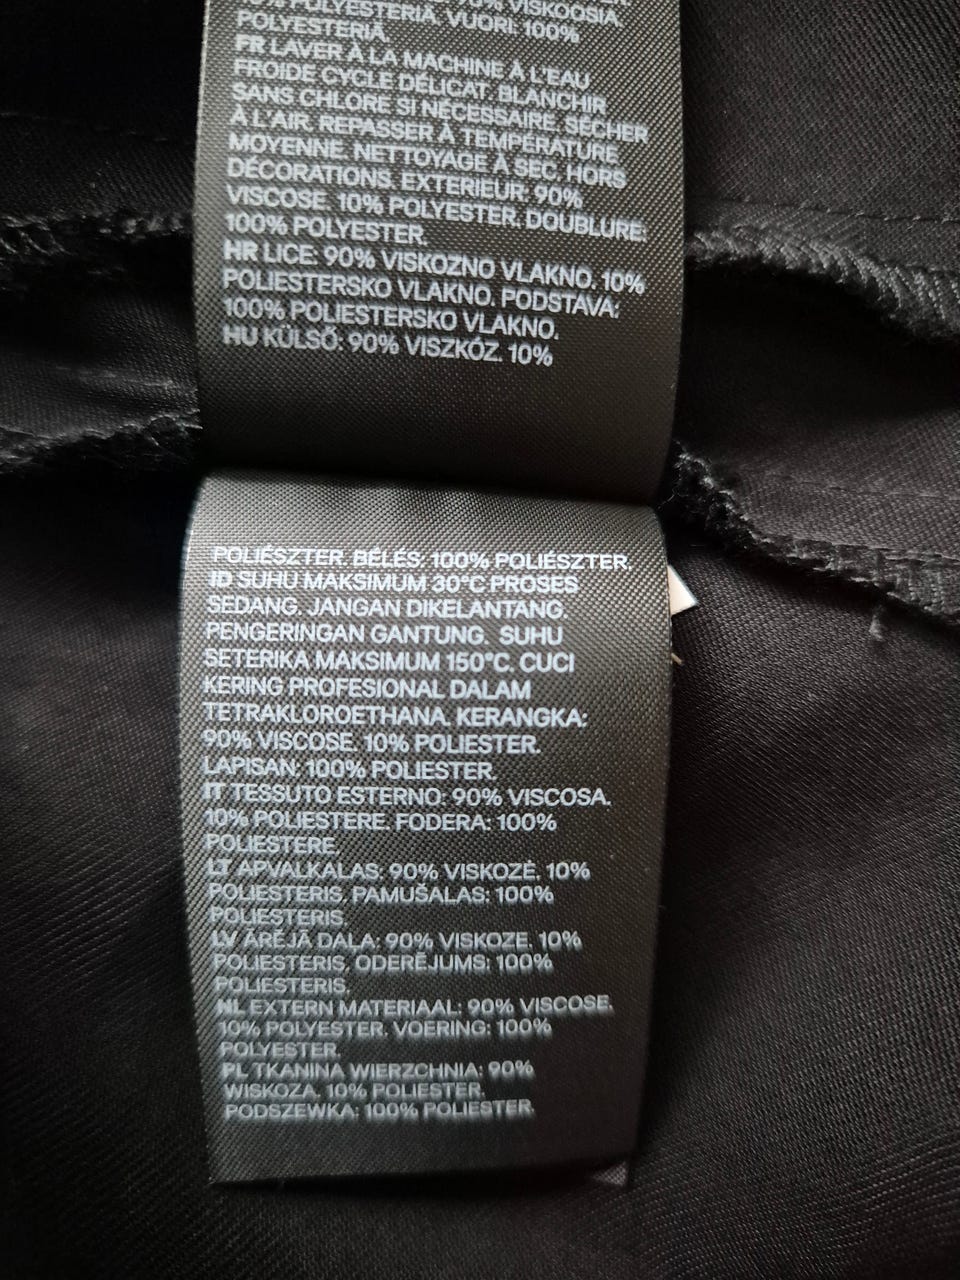 90% VISKOOSIA.
POLYESTERIÄ. VUORI: 100%
POLYESTERIÄ.
FR LAVER À LA MACHINE À L'EAU
FROIDE CYCLE DÉLICAT. BLANCHIR
SANS CHLORE SI NÉCESSAIRE. SÉCHER
À L'AIR. REPASSER À TEMPÉRATURE
MOYENNE. NETTOYAGE À SEC. HORS
DÉCORATIONS. EXTERIEUR: 90%
VISCOSE. 10% POLYESTER. DOUBLURE:
100% POLYESTER.
HR LICE: 90% VISKOZNO VLAKNO. 10%
POLIESTERSKO VLAKNO. PODSTAVA:
100% POLIESTERSKO VLAKNO.
HU KÜLSŐ: 90% VISZKÓZ. 10%
POLIÉSZTER. BÉLÉS: 100% POLIÉSZTER.
ID SUHU MAKSIMUM 30°C PROSES
SEDANG. JANGAN DIKELANTANG.
PENGERINGAN GANTUNG. SUHU
SETERIKA MAKSIMUM 150°C. CUCI
KERING PROFESIONAL DALAM
TETRAKLOROETHANA. KERANGKA:
90% VISCOSE. 10% POLIESTER.
LAPISAN: 100% POLIESTER.
IT TESSUTO ESTERNO: 90% VISCOSA.
10% POLIESTERE. FODERA: 100%
POLIESTERE.
LT APVALKALAS: 90% VISKOZĖ. 10%
POLIESTERIS. PAMUŠALAS: 100%
POLIESTERIS.
LV ĀRĒJĀ DALA: 90% VISKOZE. 10%
POLIESTERIS. ODERĒJUMS: 100%
POLIESTERIS.
NL EXTERN MATERIAAL: 90% VISCOSE.
10% POLYESTER. VOERING: 100%
POLYESTER.
PL TKANINA WIERZCHNIA: 90%
WISKOZA. 10% POLIESTER.
PODSZEWKA: 100% POLIESTER.